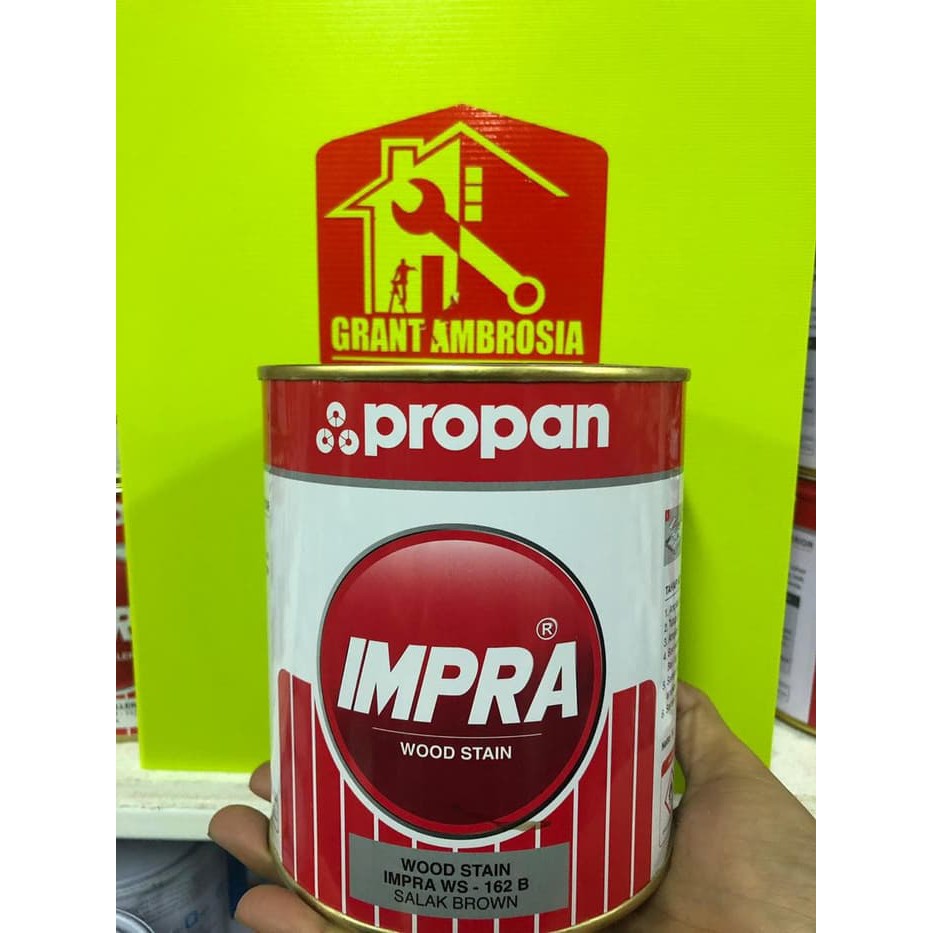 GRANT AMBROSIA
propan
IMPRA
®
WOOD STAIN
WOOD STAIN
IMPRA WS - 162 B
SALAK BROWN